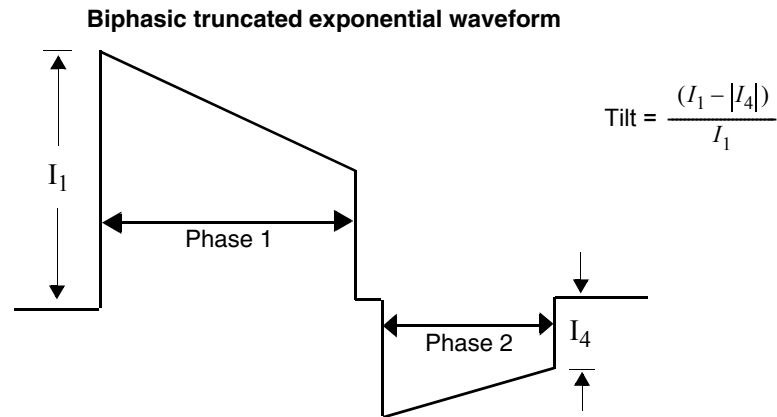 Biphasic truncated exponential waveform
Tilt = (I1 – |I4|) / I1
I1
Phase 1
Phase 2
I4